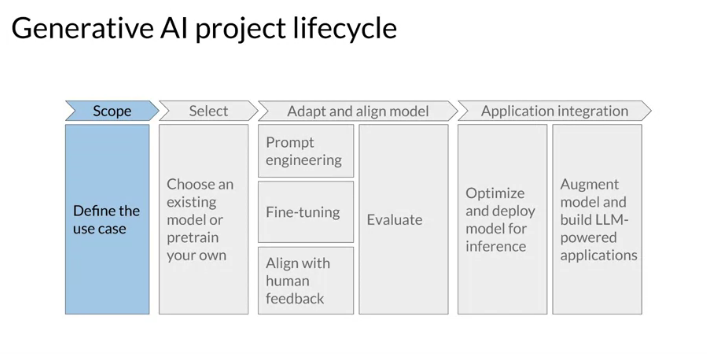 Generative AI project lifecycle
Scope
Select
Adapt and align model
Application integration
Define the
use case
Choose an
existing
model or
pretrain
your own
Prompt
engineering
Fine-tuning
Align with
human
feedback
Evaluate
Optimize
and deploy
model for
inference
Augment
model and
build LLM-
powered
applications